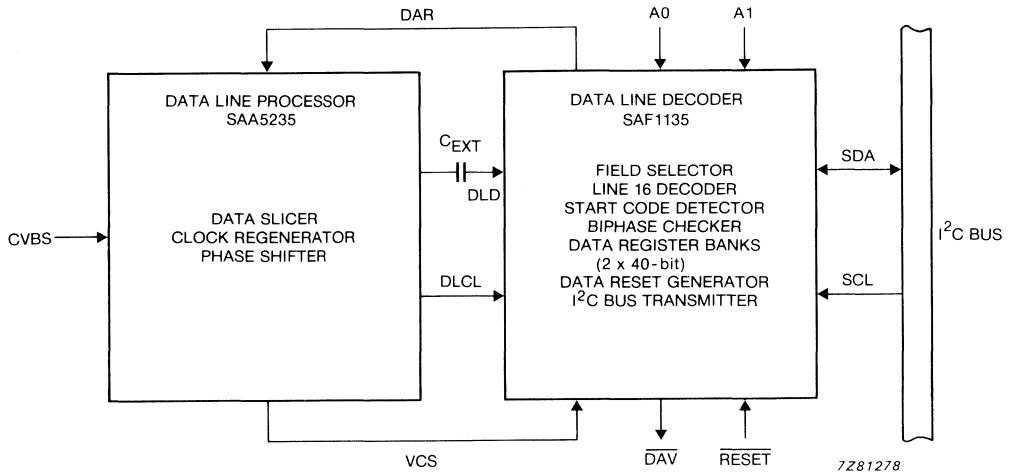 DAR
A0
A1
DATA LINE PROCESSOR
SAA5235
DATA SLICER
CLOCK REGENERATOR
PHASE SHIFTER
CVBS
C_EXT
DLD
DLCL
DATA LINE DECODER
SAF1135
FIELD SELECTOR
LINE 16 DECODER
START CODE DETECTOR
BIPHASE CHECKER
DATA REGISTER BANKS
(2 x 40-bit)
DATA RESET GENERATOR
I²C BUS TRANSMITTER
SDA
SCL
I²C BUS
VCS
D̅A̅V̅
R̅E̅S̅E̅T̅
7Z81278